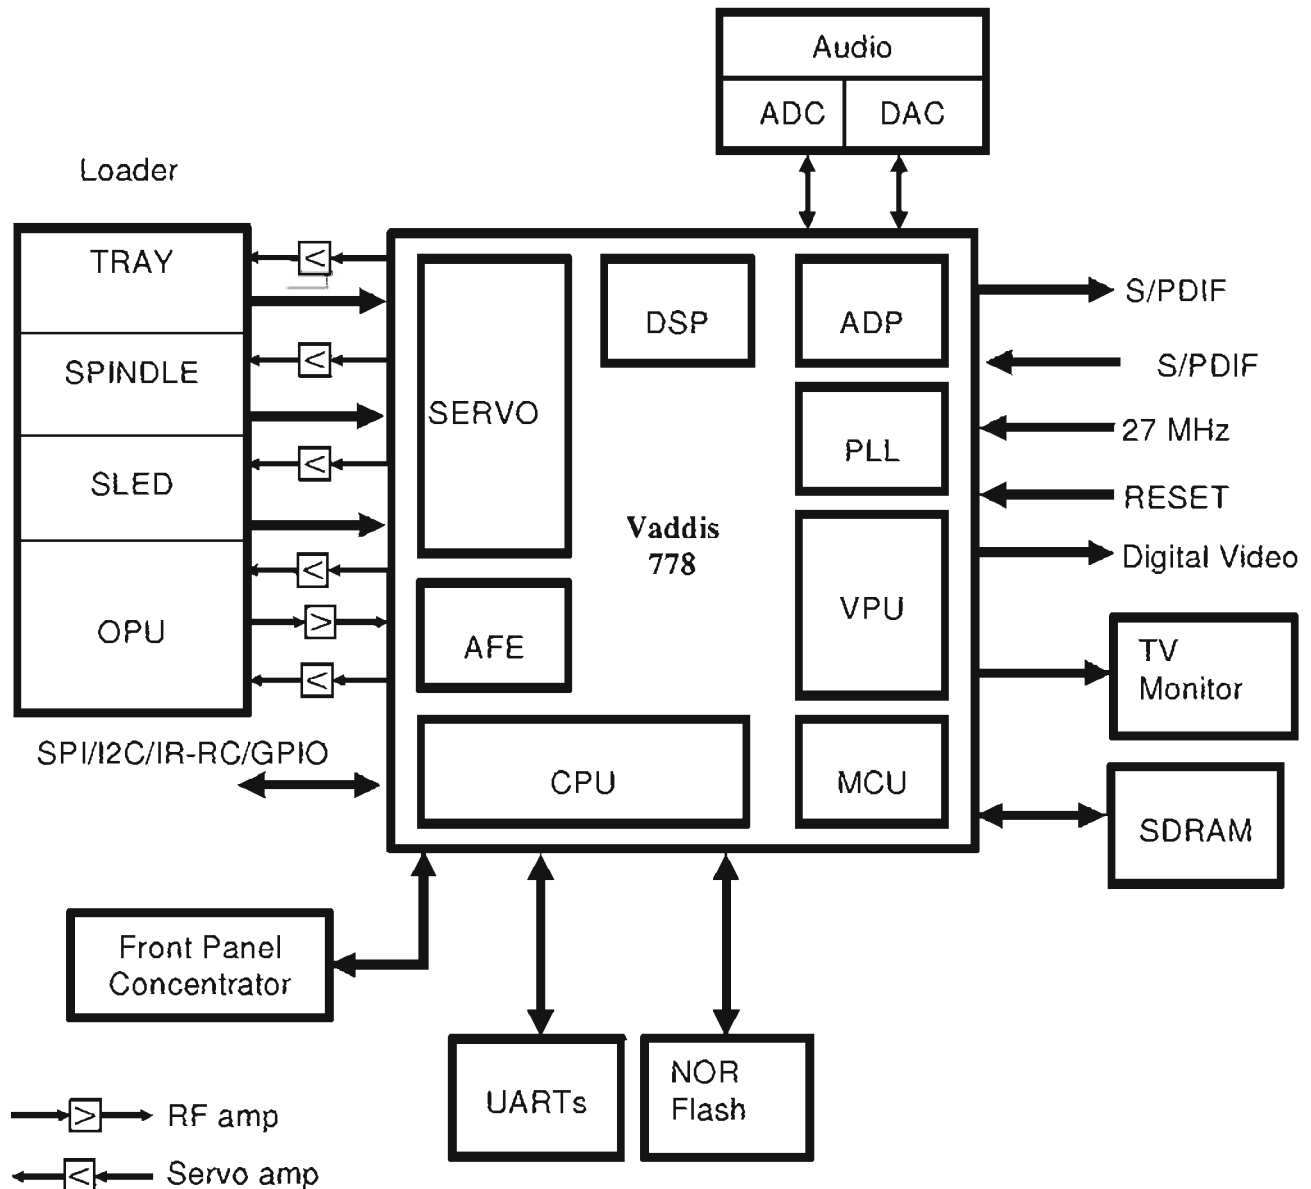 Audio
ADC
DAC
Loader
TRAY
SPINDLE
SLED
OPU
SERVO
DSP
ADP
PLL
Vaddis
778
VPU
AFE
CPU
MCU
S/PDIF
S/PDIF
27 MHz
RESET
Digital Video
TV
Monitor
SDRAM
SPI/I2C/IR-RC/GPIO
Front Panel
Concentrator
UARTs
NOR
Flash
> RF amp
< Servo amp